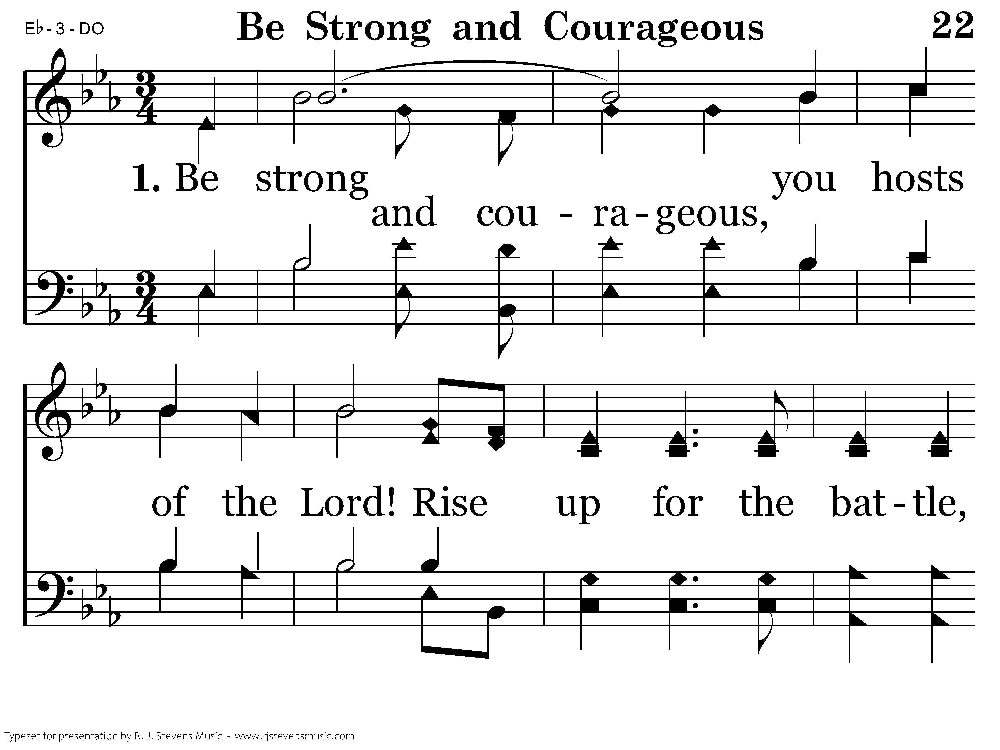 E♭ - 3 - DO
Be Strong and Courageous
22
3
4
1. Be strong you hosts
and cou - ra - geous,
3
4
of the Lord! Rise up for the bat - tle,
Typeset for presentation by R. J. Stevens Music - www.rjstevensmusic.com